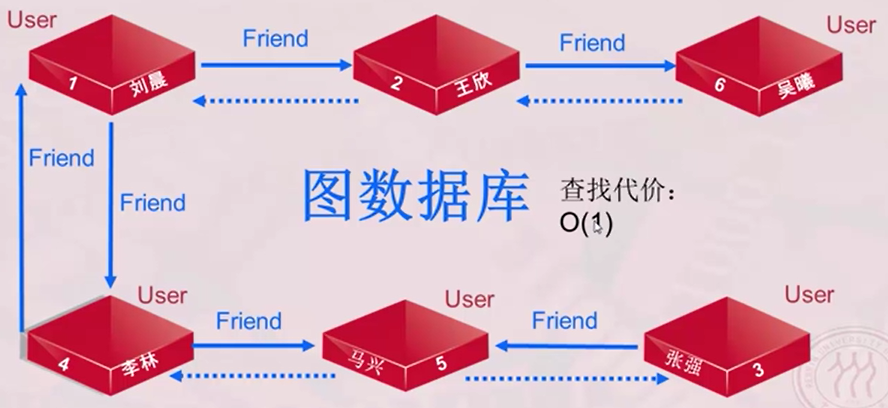 User
Friend
Friend
User
1 刘晨
2 王欣
6 吴曦
Friend
Friend
图数据库
查找代价:
O(1)
User
Friend
User
Friend
User
4 李林
马兴 5
张强 3